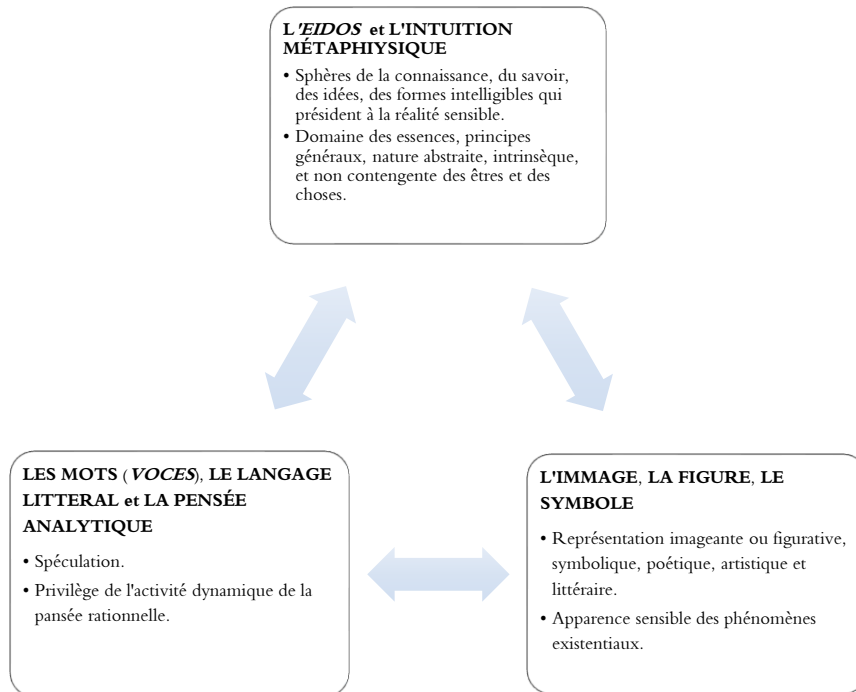 L'EIDOS et L'INTUITION
MÉTAPHIYSIQUE
• Sphères de la connaissance, du savoir,
des idées, des formes intelligibles qui
président à la réalité sensible.
• Domaine des essences, principes
généraux, nature abstraite, intrinsèque,
et non contengente des êtres et des
choses.
LES MOTS (VOCES), LE LANGAGE
LITTERAL et LA PENSÉE
ANALYTIQUE
• Spéculation.
• Privilège de l'activité dynamique de la
pansée rationnelle.
L'IMMAGE, LA FIGURE, LE
SYMBOLE
• Représentation imageante ou figurative,
symbolique, poétique, artistique et
littéraire.
• Apparence sensible des phénomènes
existentiaux.